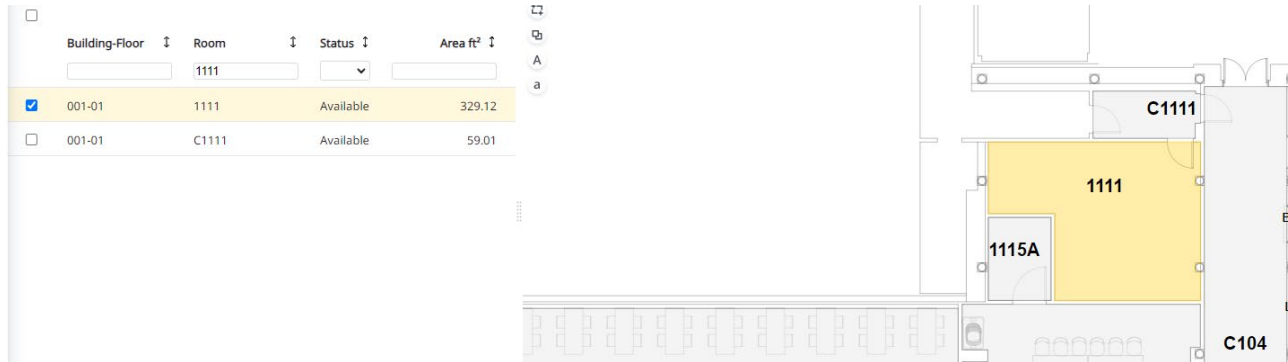 Building-Floor Room Status Area ft²
1111
001-01 1111 Available 329.12
001-01 C1111 Available 59.01
A
a
C1111
1111
1115A
E
L
C104